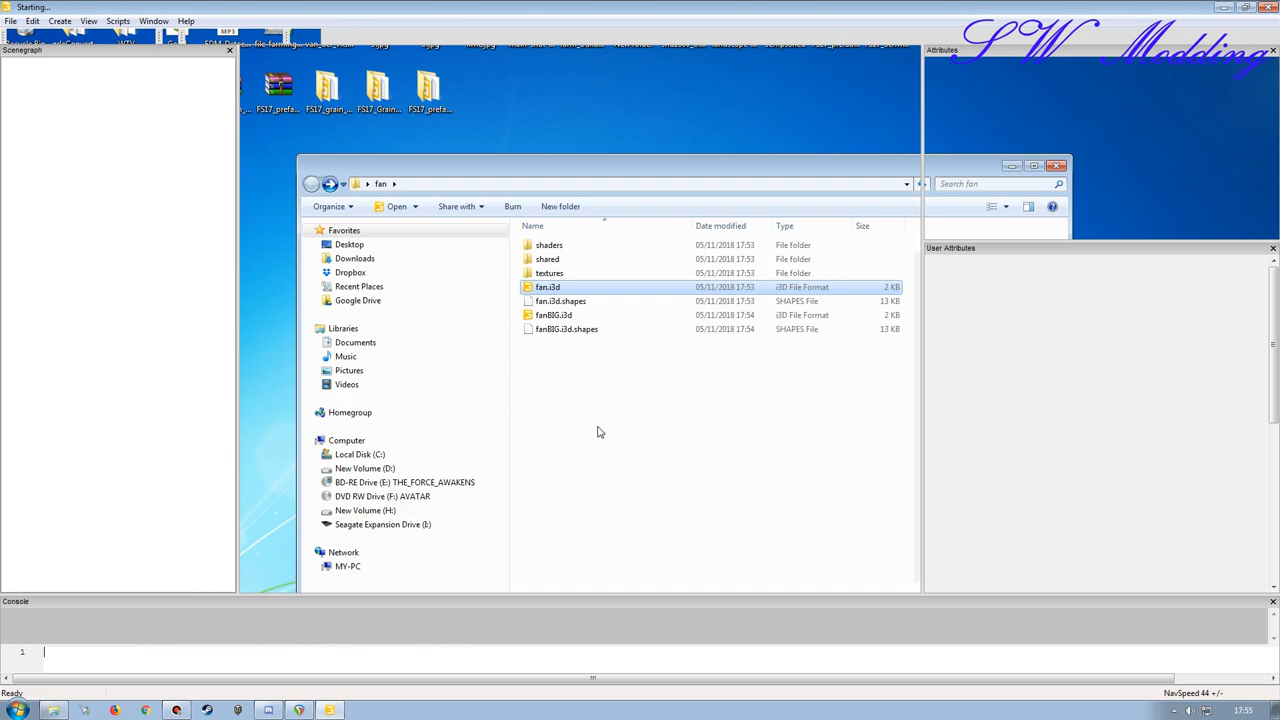 Starting...
File Edit Create View Scripts Window Help
SW Modding
Scenegraph
Attributes
FS17_prefa... FS17_grain_... FS17_Grain... FS17_prefa...
fan
Search fan
Organize Open Share with Burn New folder
Name Date modified Type Size
Favorites
Desktop
Downloads
Dropbox
Recent Places
Google Drive
Libraries
Documents
Music
Pictures
Videos
Homegroup
Computer
Local Disk (C:)
New Volume (D:)
BD-RE Drive (E:) THE_FORCE_AWAKENS
DVD RW Drive (F:) AVATAR
New Volume (H:)
Seagate Expansion Drive (I:)
Network
MY-PC
shaders 05/11/2018 17:53 File folder
shared 05/11/2018 17:53 File folder
textures 05/11/2018 17:53 File folder
fan.i3d 05/11/2018 17:53 i3D File Format 2 KB
fan.i3d.shapes 05/11/2018 17:53 SHAPES File 13 KB
fanBIG.i3d 05/11/2018 17:54 i3D File Format 2 KB
fanBIG.i3d.shapes 05/11/2018 17:54 SHAPES File 13 KB
User Attributes
Console
1
Ready
NavSpeed 44 +/-
17:55